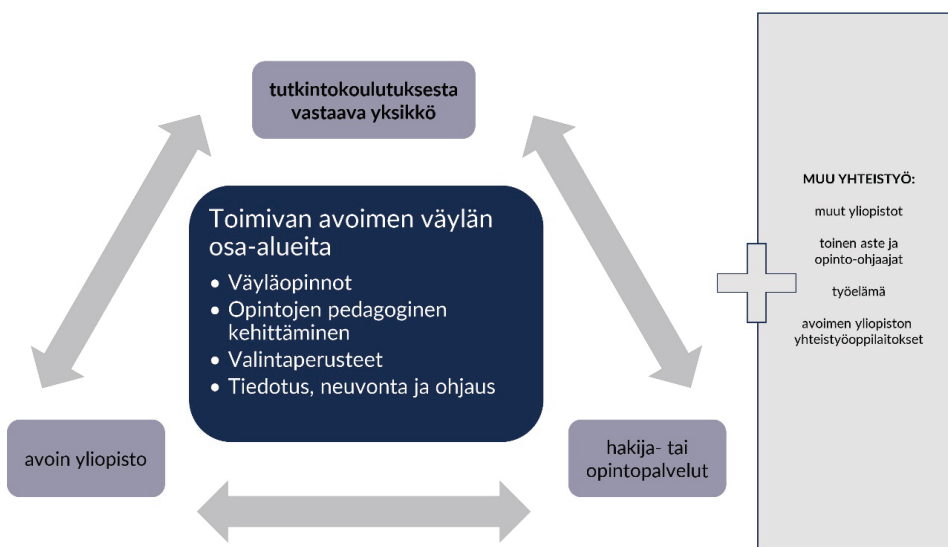 tutkintokoulutuksesta
vastaava yksikkö
Toimivan avoimen väylän
osa-alueita
• Väyläopinnot
• Opintojen pedagoginen
kehittäminen
• Valintaperusteet
• Tiedotus, neuvonta ja ohjaus
avoin yliopisto
hakija- tai
opintopalvelut
MUU YHTEISTYÖ:
muut yliopistot
toinen aste ja
opinto-ohjaajat
työelämä
avoimen yliopiston
yhteistyöoppilaitokset